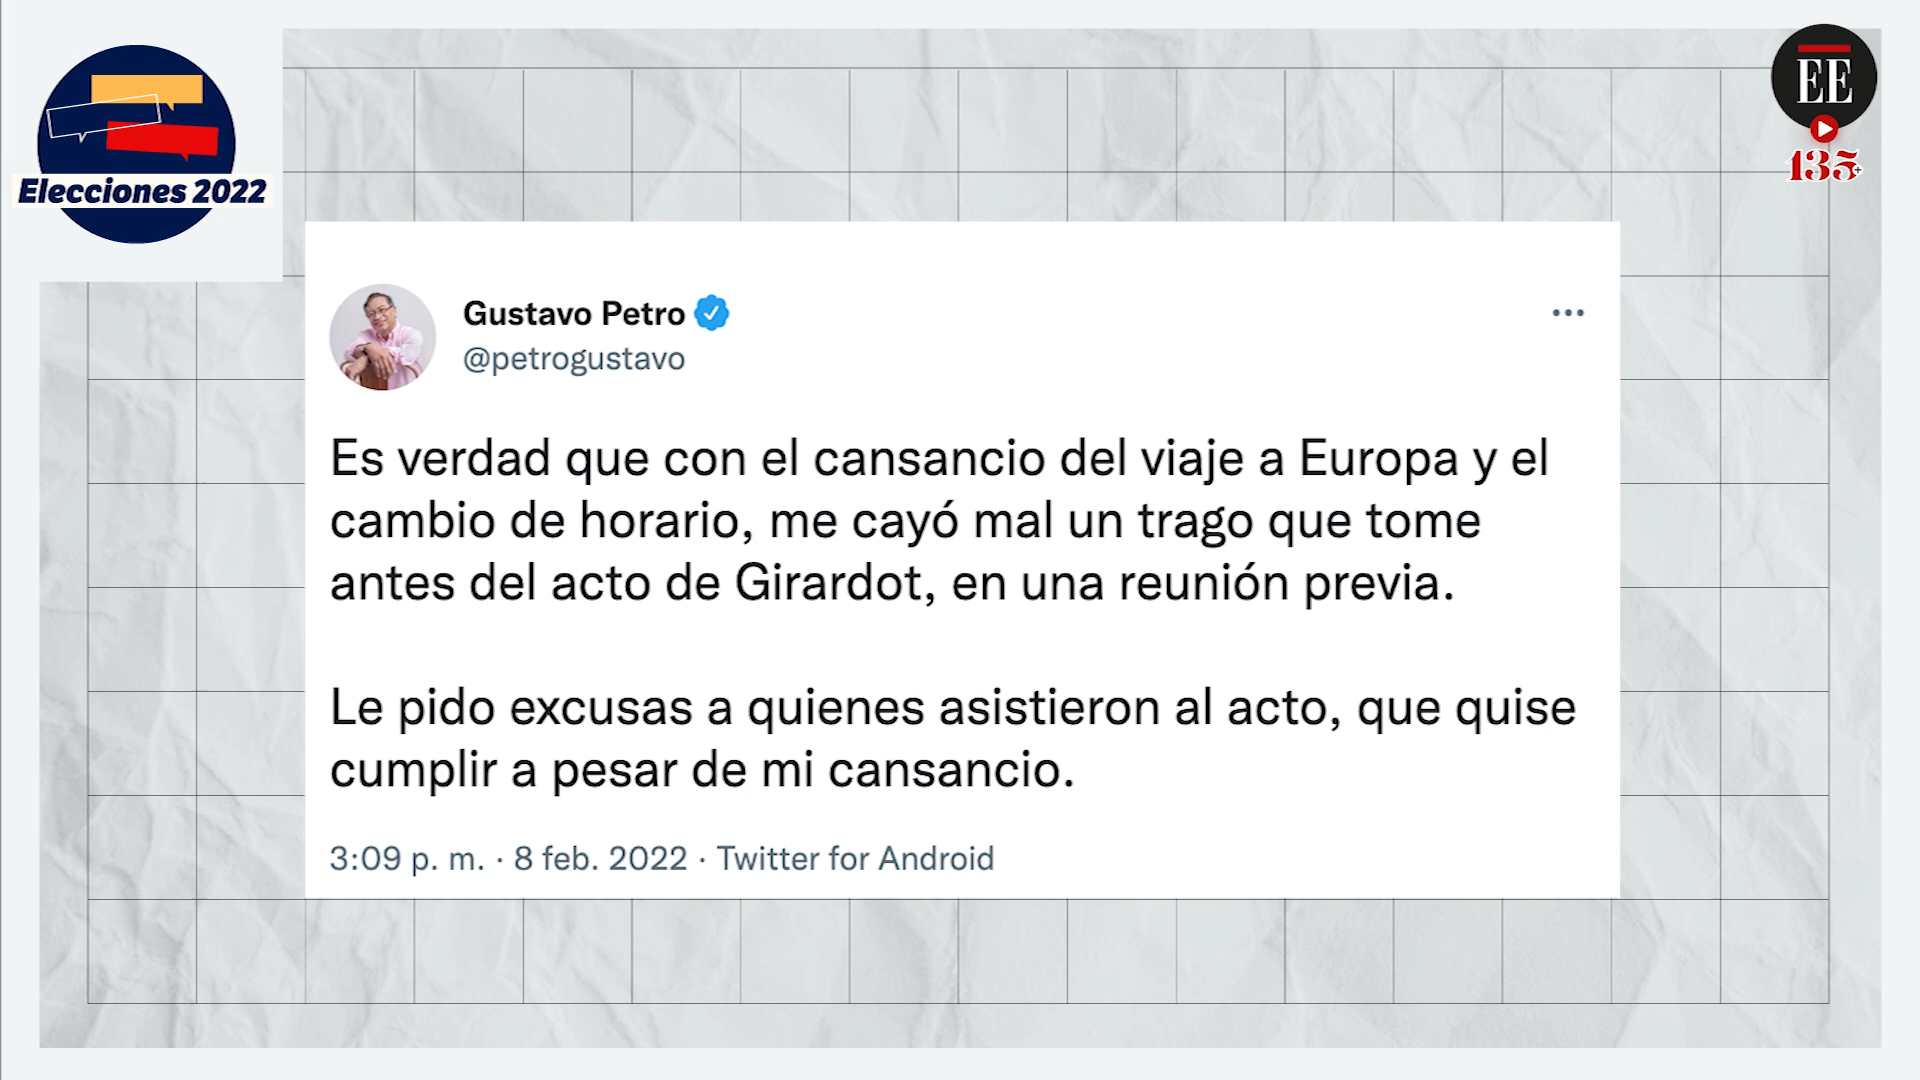 Elecciones 2022
EE
135+
Gustavo Petro
@petrogustavo
Es verdad que con el cansancio del viaje a Europa y el
cambio de horario, me cayó mal un trago que tome
antes del acto de Girardot, en una reunión previa.
Le pido excusas a quienes asistieron al acto, que quise
cumplir a pesar de mi cansancio.
3:09 p. m. · 8 feb. 2022 · Twitter for Android